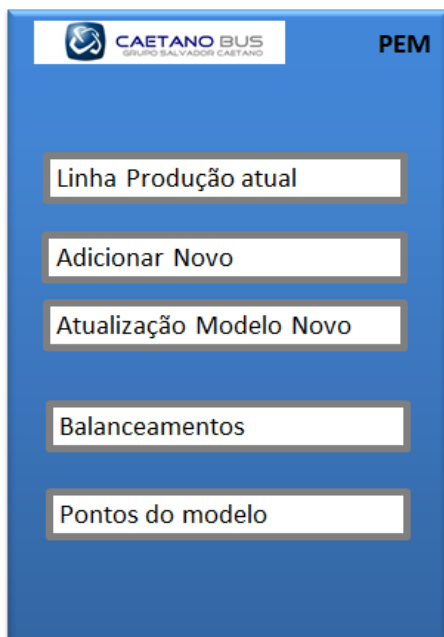 CAETANO BUS
GRUPO SALVADOR CAETANO
PEM
Linha Produção atual
Adicionar Novo
Atualização Modelo Novo
Balanceamentos
Pontos do modelo